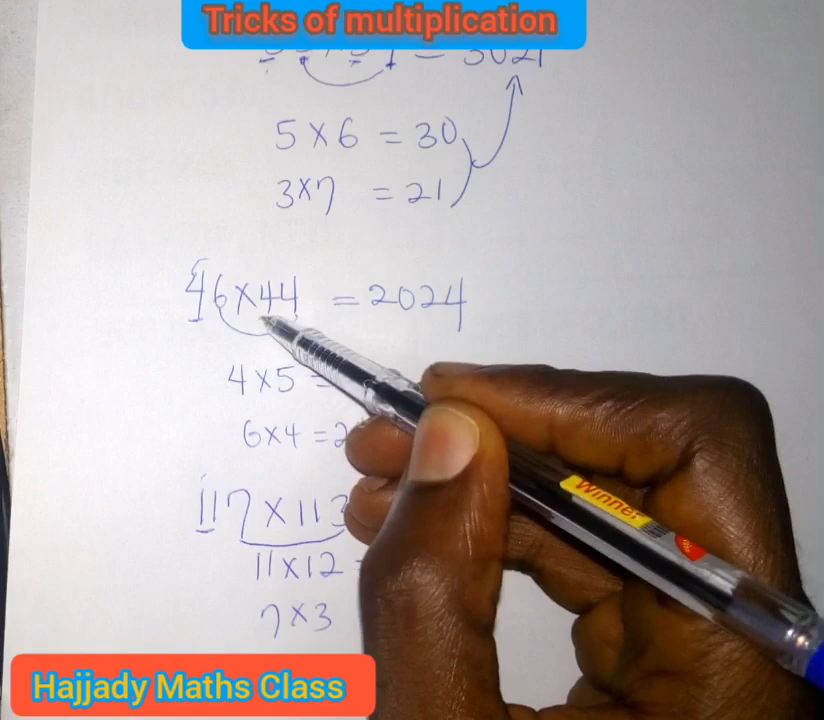 Tricks of multiplication
= 3021
5 × 6 = 30
3×7 = 21
46×44 = 2024
4×5 =
6×4 = 2
117 × 113
11×12
7×3
Winner
Hajjady Maths Class